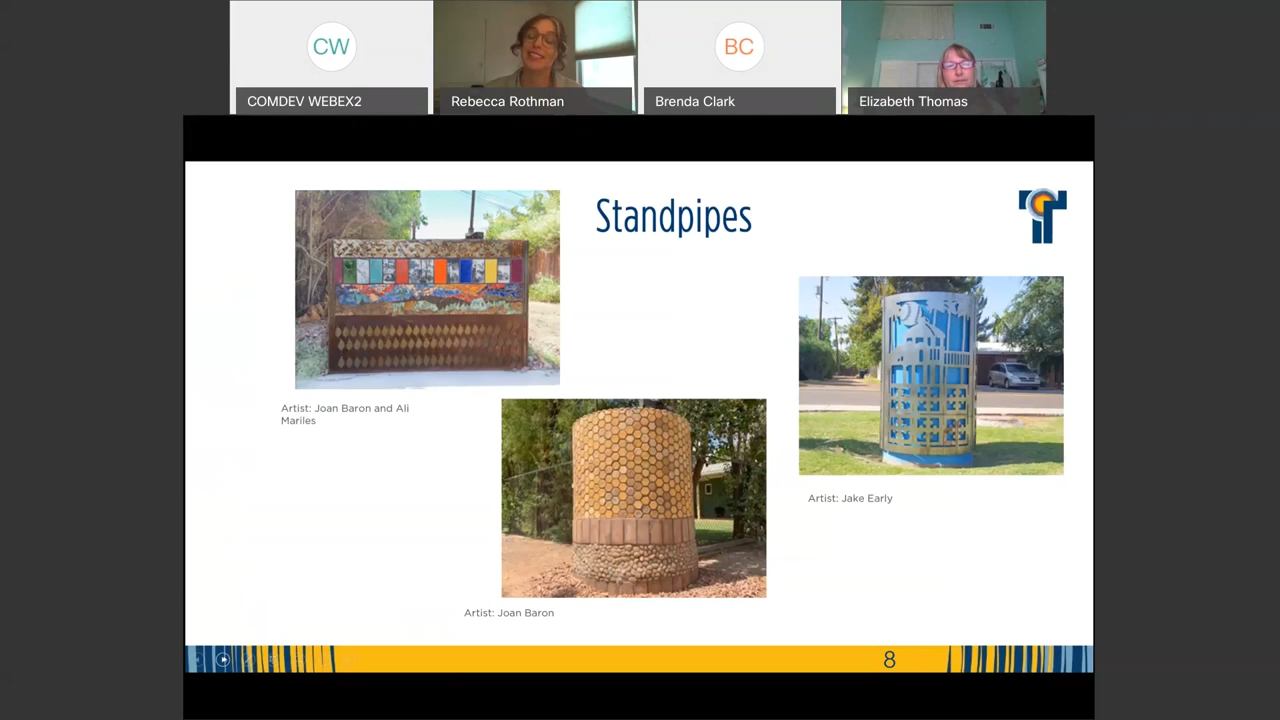 CW
COMDEV WEBEX2
Rebecca Rothman
BC
Brenda Clark
Elizabeth Thomas
Standpipes
Artist: Joan Baron and Ali
Mariles
Artist: Jake Early
Artist: Joan Baron
8